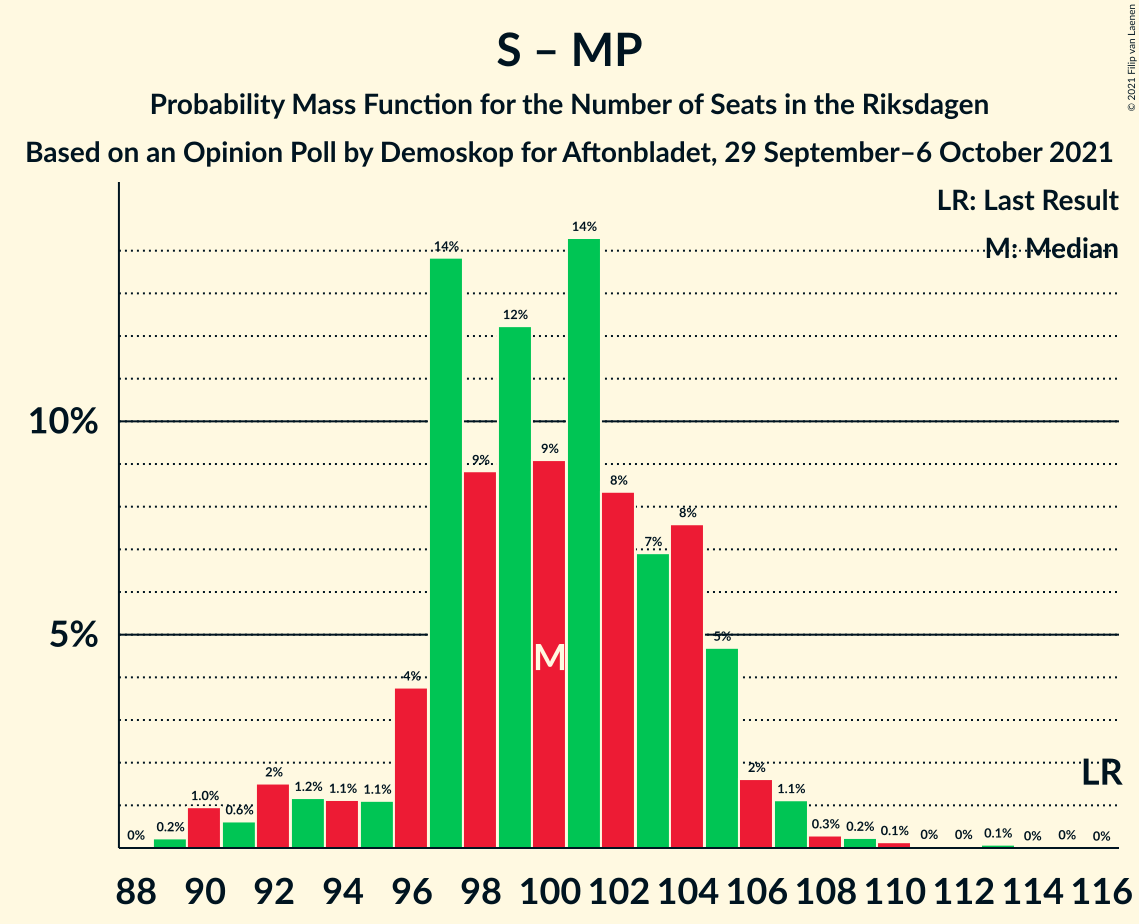 © 2021 Filip van Laenen
S – MP
Probability Mass Function for the Number of Seats in the Riksdagen
Based on an Opinion Poll by Demoskop for Aftonbladet, 29 September–6 October 2021
LR: Last Result
M: Median
10%
5%
0% 0.2% 1.0% 0.6% 2% 1.2% 1.1% 1.1% 4% 14% 9% 12% 9% 14% 8% 7% 8% 5% 2% 1.1% 0.3% 0.2% 0.1% 0% 0% 0.1% 0% 0% 0%
M
LR
88 90 92 94 96 98 100 102 104 106 108 110 112 114 116